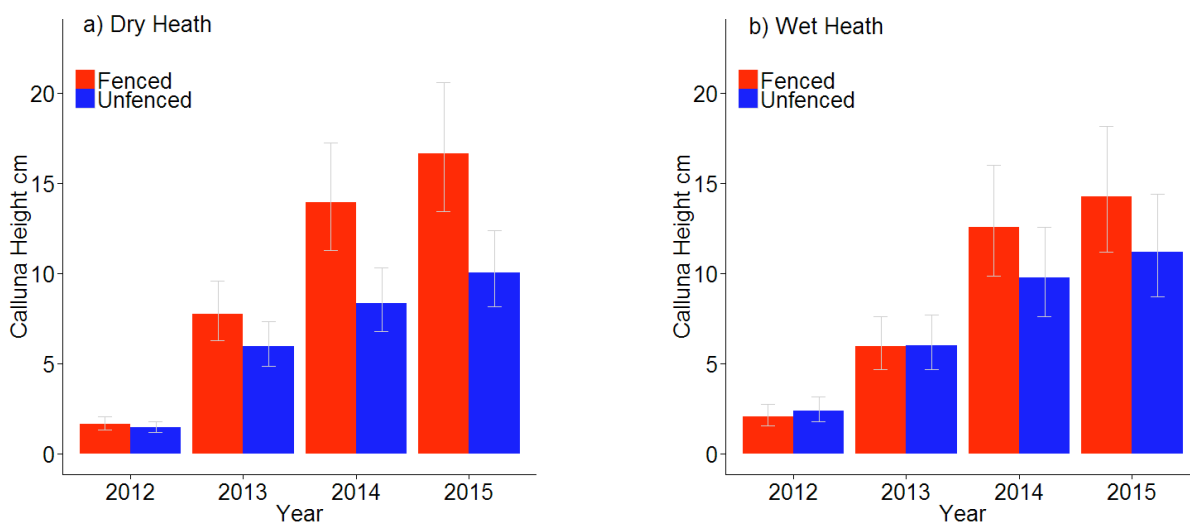 a) Dry Heath
Fenced
Unfenced
Calluna Height cm
20
15
10
5
0
2012 2013 2014 2015
Year
b) Wet Heath
Fenced
Unfenced
Calluna Height cm
20
15
10
5
0
2012 2013 2014 2015
Year